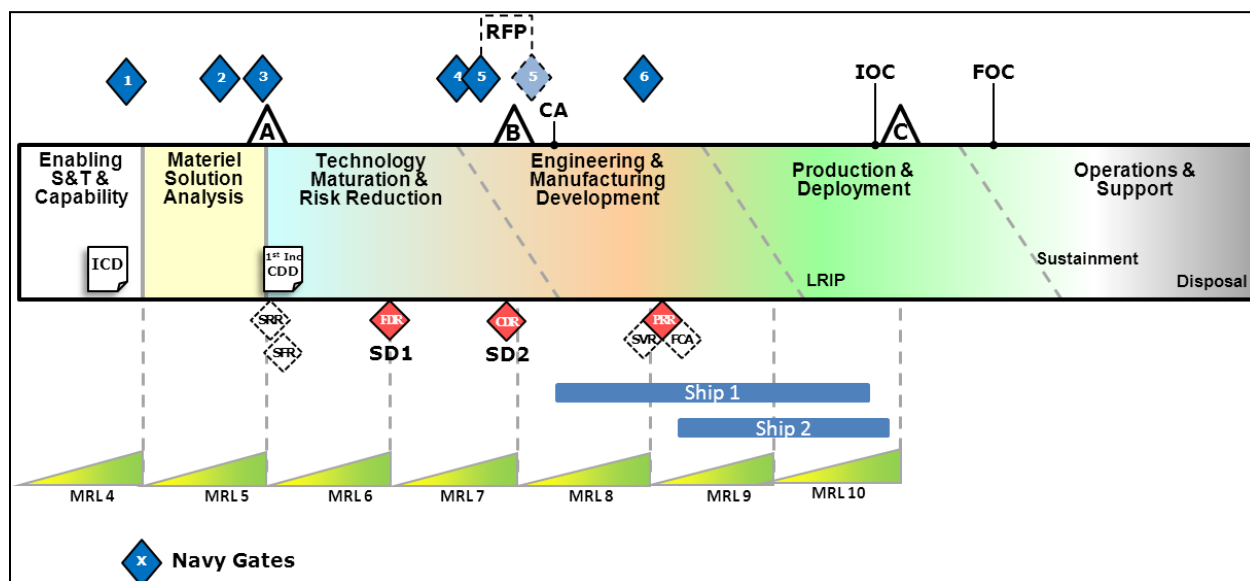 RFP
1
2
3
4
5
5
6
IOC
FOC
CA
A
B
C
Enabling
S&T &
Capability
Materiel
Solution
Analysis
Technology
Maturation &
Risk Reduction
Engineering &
Manufacturing
Development
Production &
Deployment
Operations &
Support
ICD
1st Inc
CDD
LRIP
Sustainment
Disposal
SRR
SFR
PDR
SD1
CDR
SD2
PRR
SVR
FCA
Ship 1
Ship 2
MRL 4
MRL 5
MRL 6
MRL 7
MRL 8
MRL 9
MRL 10
x
Navy Gates